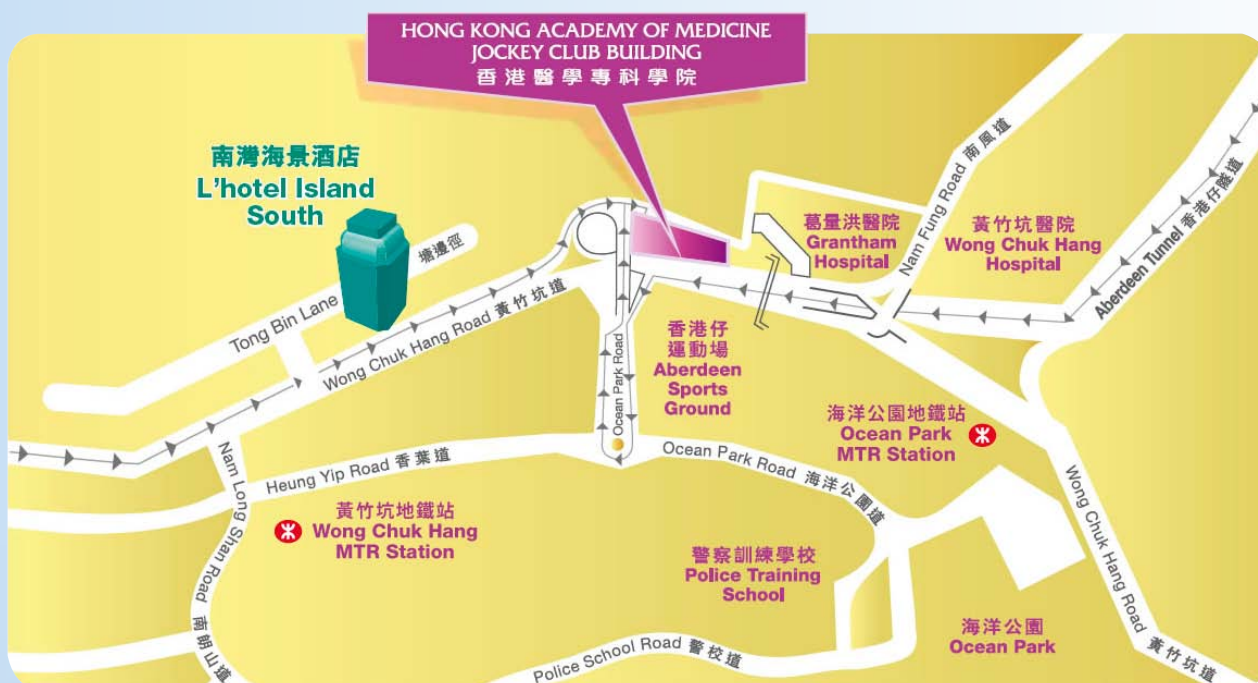 HONG KONG ACADEMY OF MEDICINE
JOCKEY CLUB BUILDING
香港醫學專科學院
南灣海景酒店
L'hotel Island
South
塘邊徑
Tong Bin Lane
Wong Chuk Hang Road 黃竹坑道
葛量洪醫院
Grantham
Hospital
Nam Fung Road 南風道
黃竹坑醫院
Wong Chuk Hang
Hospital
Aberdeen Tunnel 香港仔隧道
Ocean Park Road
香港仔
運動場
Aberdeen
Sports
Ground
海洋公園地鐵站
Ocean Park
MTR Station
Nam Long Shan Road 南朗山道
Heung Yip Road 香葉道
Ocean Park Road 海洋公園道
黃竹坑地鐵站
Wong Chuk Hang
MTR Station
警察訓練學校
Police Training
School
Wong Chuk Hang Road 黃竹坑道
海洋公園
Ocean Park
Police School Road 警校道